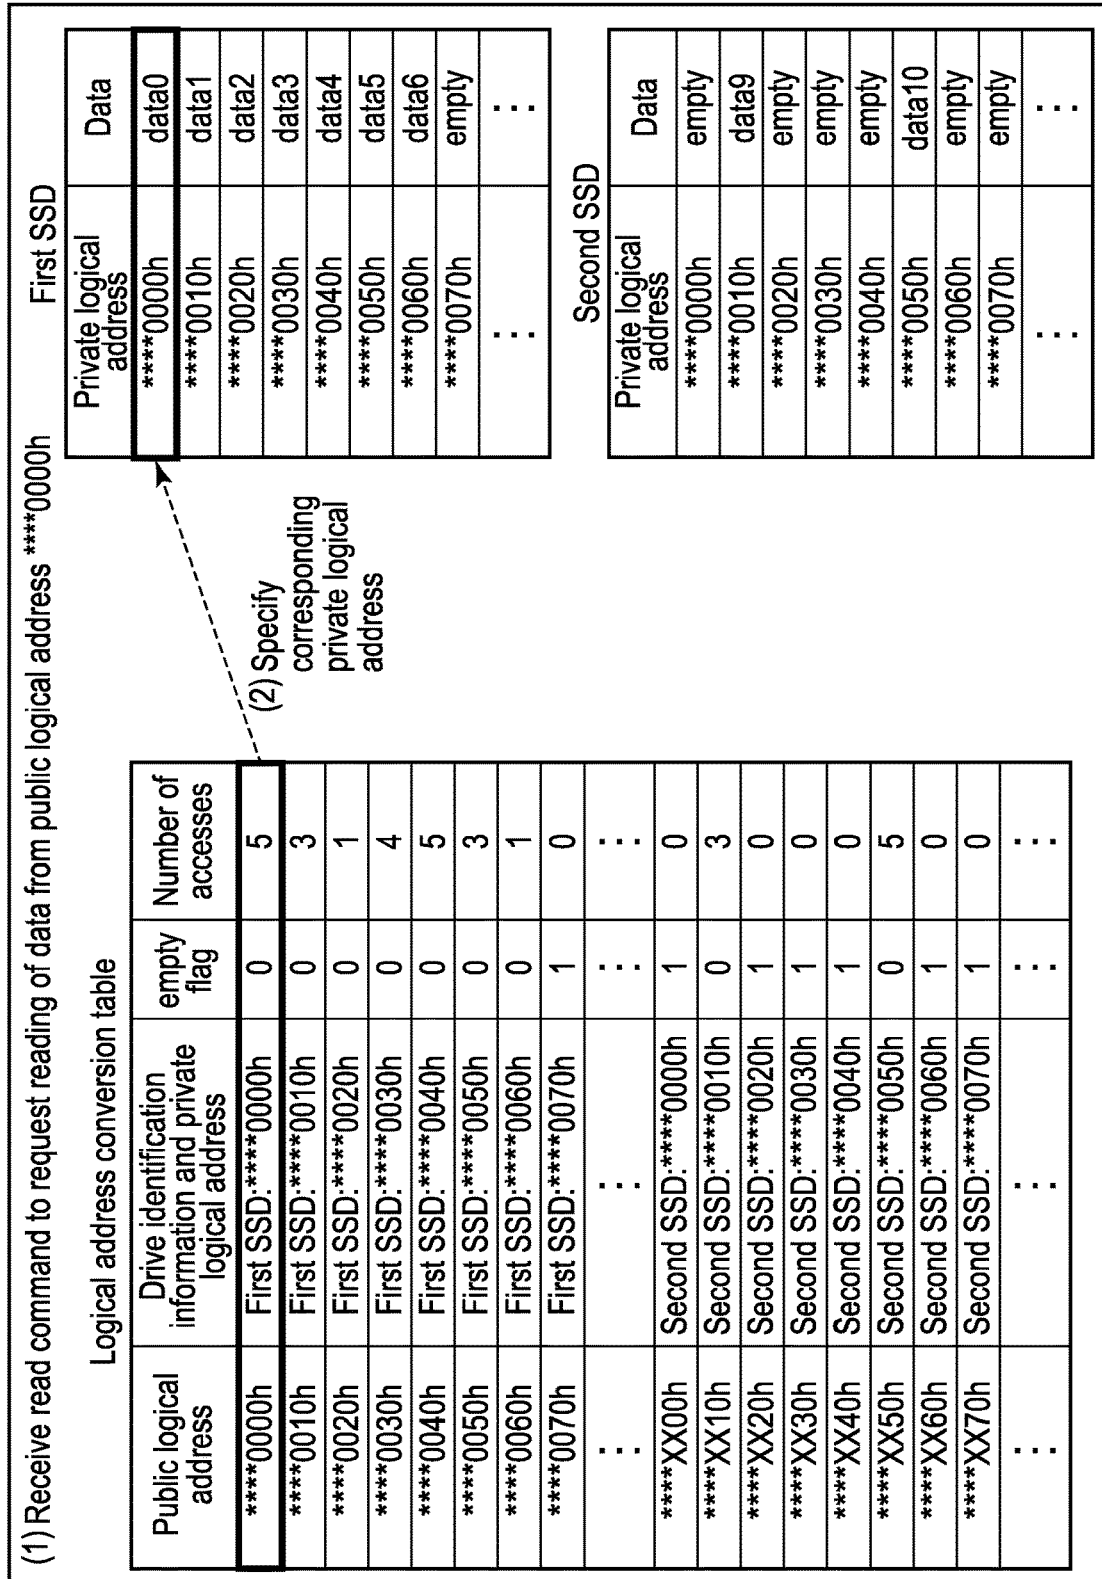 (1) Receive read command to request reading of data from public logical address ****0000h
Logical address conversion table
Public logical address | Drive identification information and private logical address | empty flag | Number of accesses
****0000h | First SSD:****0000h | 0 | 5
****0010h | First SSD:****0010h | 0 | 3
****0020h | First SSD:****0020h | 0 | 1
****0030h | First SSD:****0030h | 0 | 4
****0040h | First SSD:****0040h | 0 | 5
****0050h | First SSD:****0050h | 0 | 3
****0060h | First SSD:****0060h | 0 | 1
****0070h | First SSD:****0070h | 1 | 0
... | ... | ... | ...
****XX00h | Second SSD:****0000h | 1 | 0
****XX10h | Second SSD:****0010h | 0 | 3
****XX20h | Second SSD:****0020h | 1 | 0
****XX30h | Second SSD:****0030h | 1 | 0
****XX40h | Second SSD:****0040h | 1 | 0
****XX50h | Second SSD:****0050h | 0 | 5
****XX60h | Second SSD:****0060h | 1 | 0
****XX70h | Second SSD:****0070h | 1 | 0
... | ... | ... | ...
(2) Specify
corresponding
private logical
address
First SSD
Private logical address | Data
****0000h | data0
****0010h | data1
****0020h | data2
****0030h | data3
****0040h | data4
****0050h | data5
****0060h | data6
****0070h | empty
... | ...
Second SSD
Private logical address | Data
****0000h | empty
****0010h | data9
****0020h | empty
****0030h | empty
****0040h | empty
****0050h | data10
****0060h | empty
****0070h | empty
... | ...